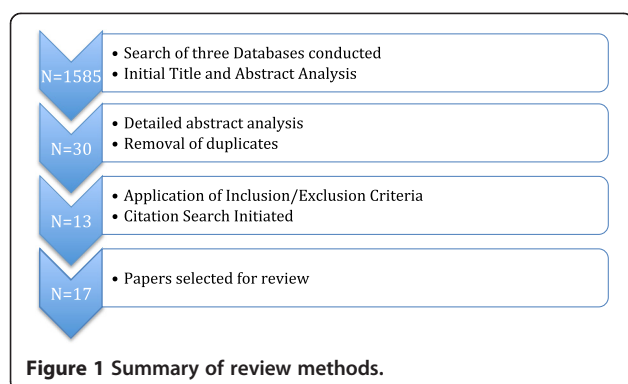 N=1585
• Search of three Databases conducted
• Initial Title and Abstract Analysis
N=30
• Detailed abstract analysis
• Removal of duplicates
N=13
• Application of Inclusion/Exclusion Criteria
• Citation Search Initiated
N=17
• Papers selected for review
Figure 1 Summary of review methods.